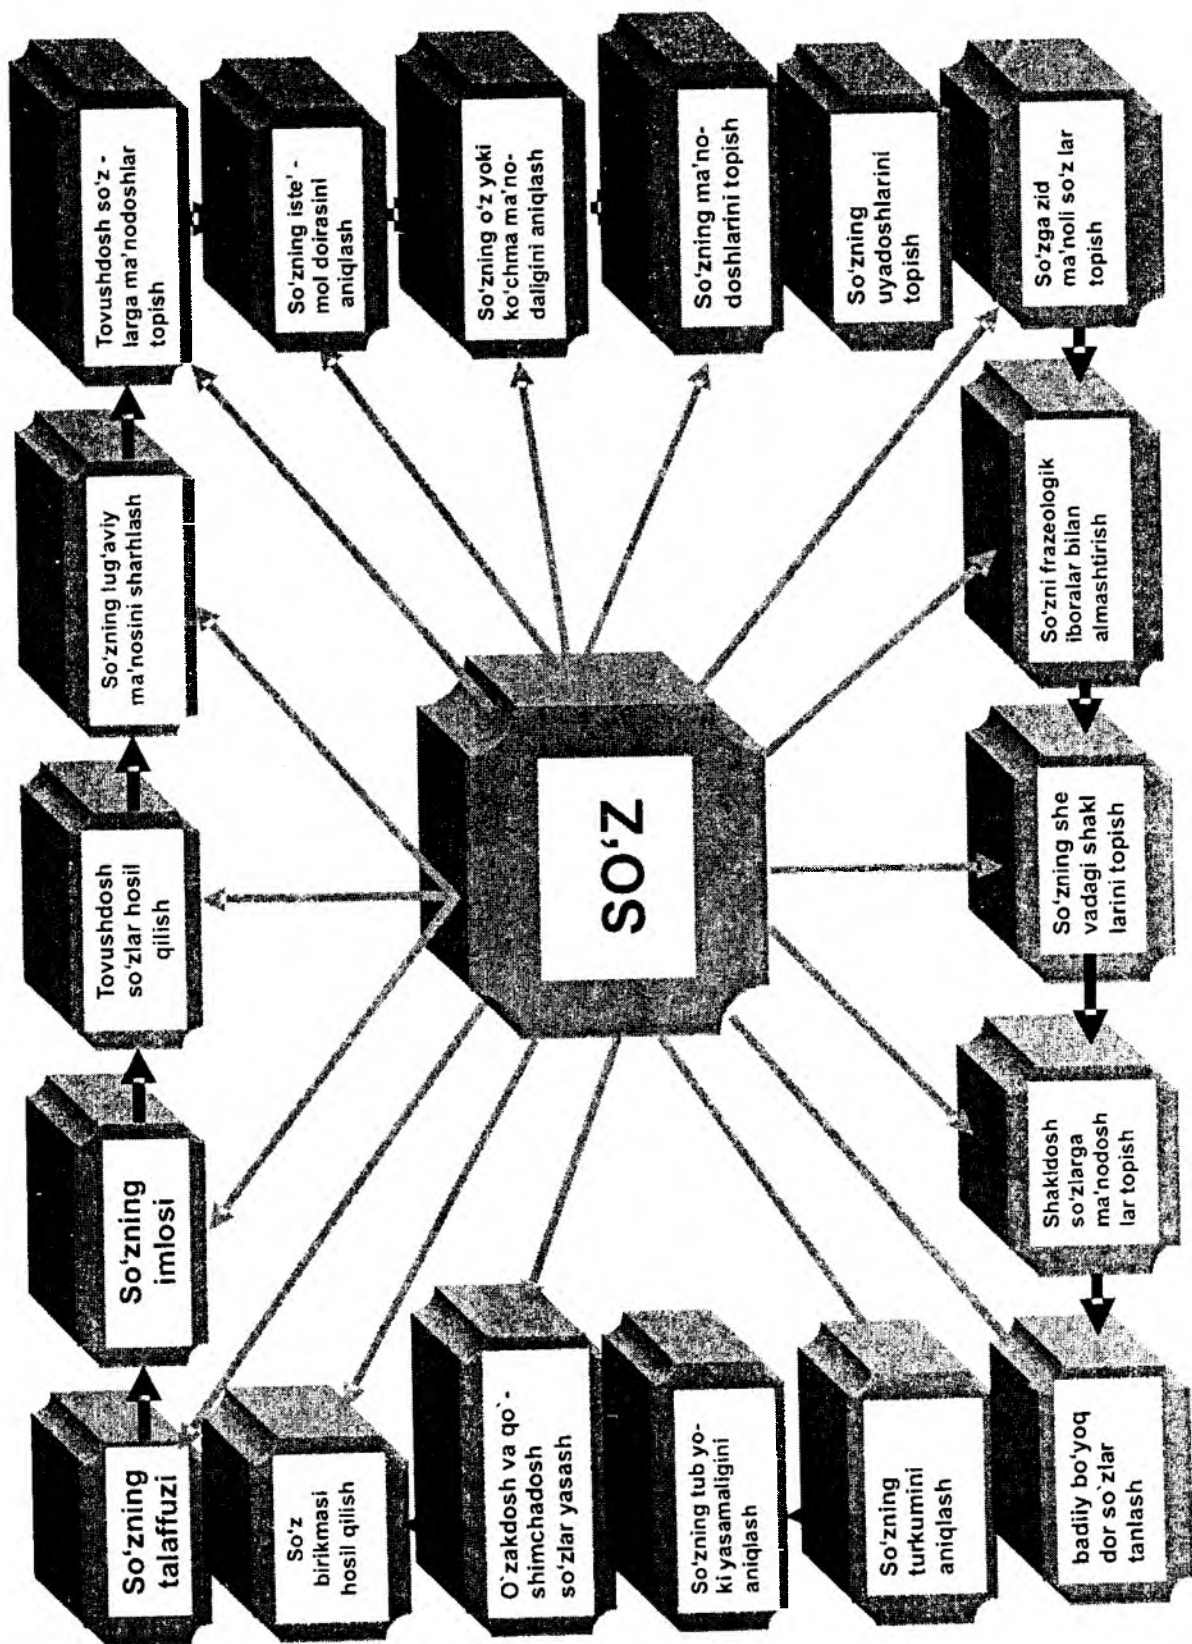 So‘zning
talaffuzi
So‘zning
imlosi
Tovushdosh
so‘zlar hosil
qilish
So‘zning lug‘aviy
ma’nosini sharhlash
Tovushdosh so‘z -
larga ma’nodoshlar
topish
So‘z
birikmasi
hosil qilish
So‘zning iste’ -
mol doirasini
aniqlash
O`zakdosh va qo` -
shimchadosh
so‘zlar yasash
SO‘Z
So‘zning o‘z yoki
ko‘chma ma’no-
daligini aniqlash
So‘zning tub yo-
ki yasamaligini
aniqlash
So‘zning ma’no-
doshlarini topish
So‘zning
turkumini
aniqlash
So‘zning
uyadoshlarini
topish
badiiy bo‘yoq
dor so`zlar
tanlash
Shakldosh
so‘zlarga
ma’nodosh
lar topish
So‘zning she
vadagi shakl
larini topish
So‘zni frazeologik
iboralar bilan
almashtirish
So‘zga zid
ma’noli so‘z lar
topish